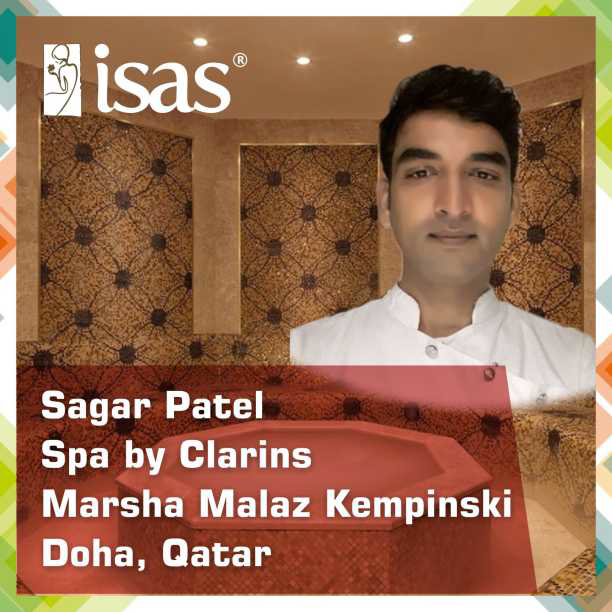 isas®
Sagar Patel
Spa by Clarins
Marsha Malaz Kempinski
Doha, Qatar